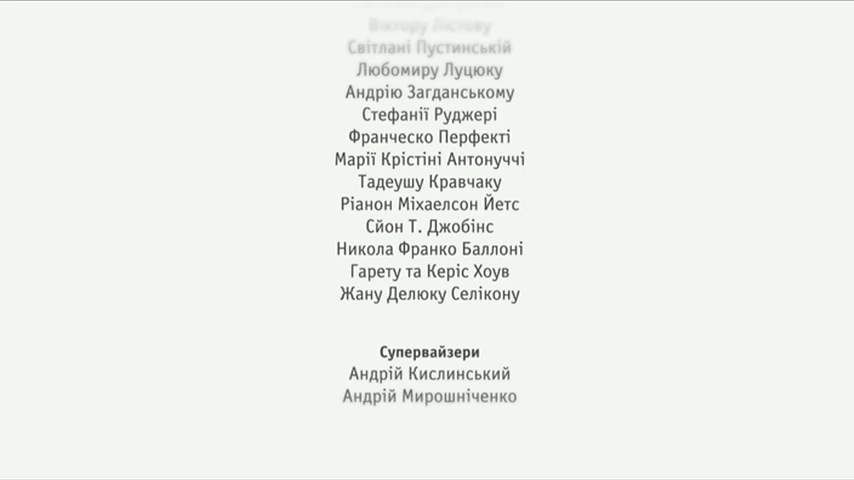 Віктору Лістову
Світлані Пустинській
Любомиру Луцюку
Андрію Загданському
Стефанії Руджері
Франческо Перфекті
Марії Крістіні Антонуччі
Тадеушу Кравчаку
Ріанон Міхаелсон Йетс
Сйон Т. Джобінс
Никола Франко Баллоні
Гарету та Керіс Хоув
Жану Делюку Селікону
Супервайзери
Андрій Кислинський
Андрій Мирошніченко